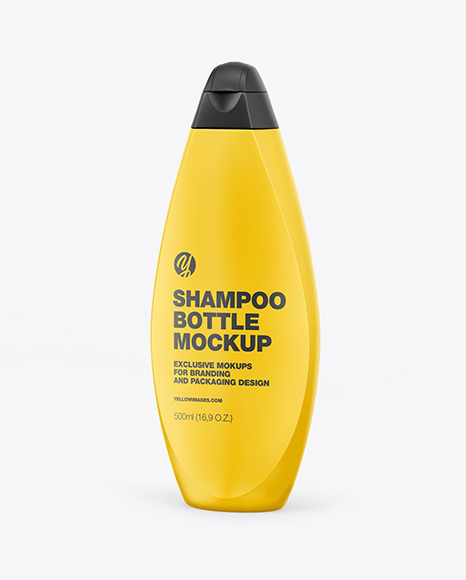 SHAMPOO
BOTTLE
MOCKUP
EXCLUSIVE MOKUPS
FOR BRANDING
AND PACKAGING DESIGN
YELLOWIMAGES.COM
500ml (16,9 O.Z.)